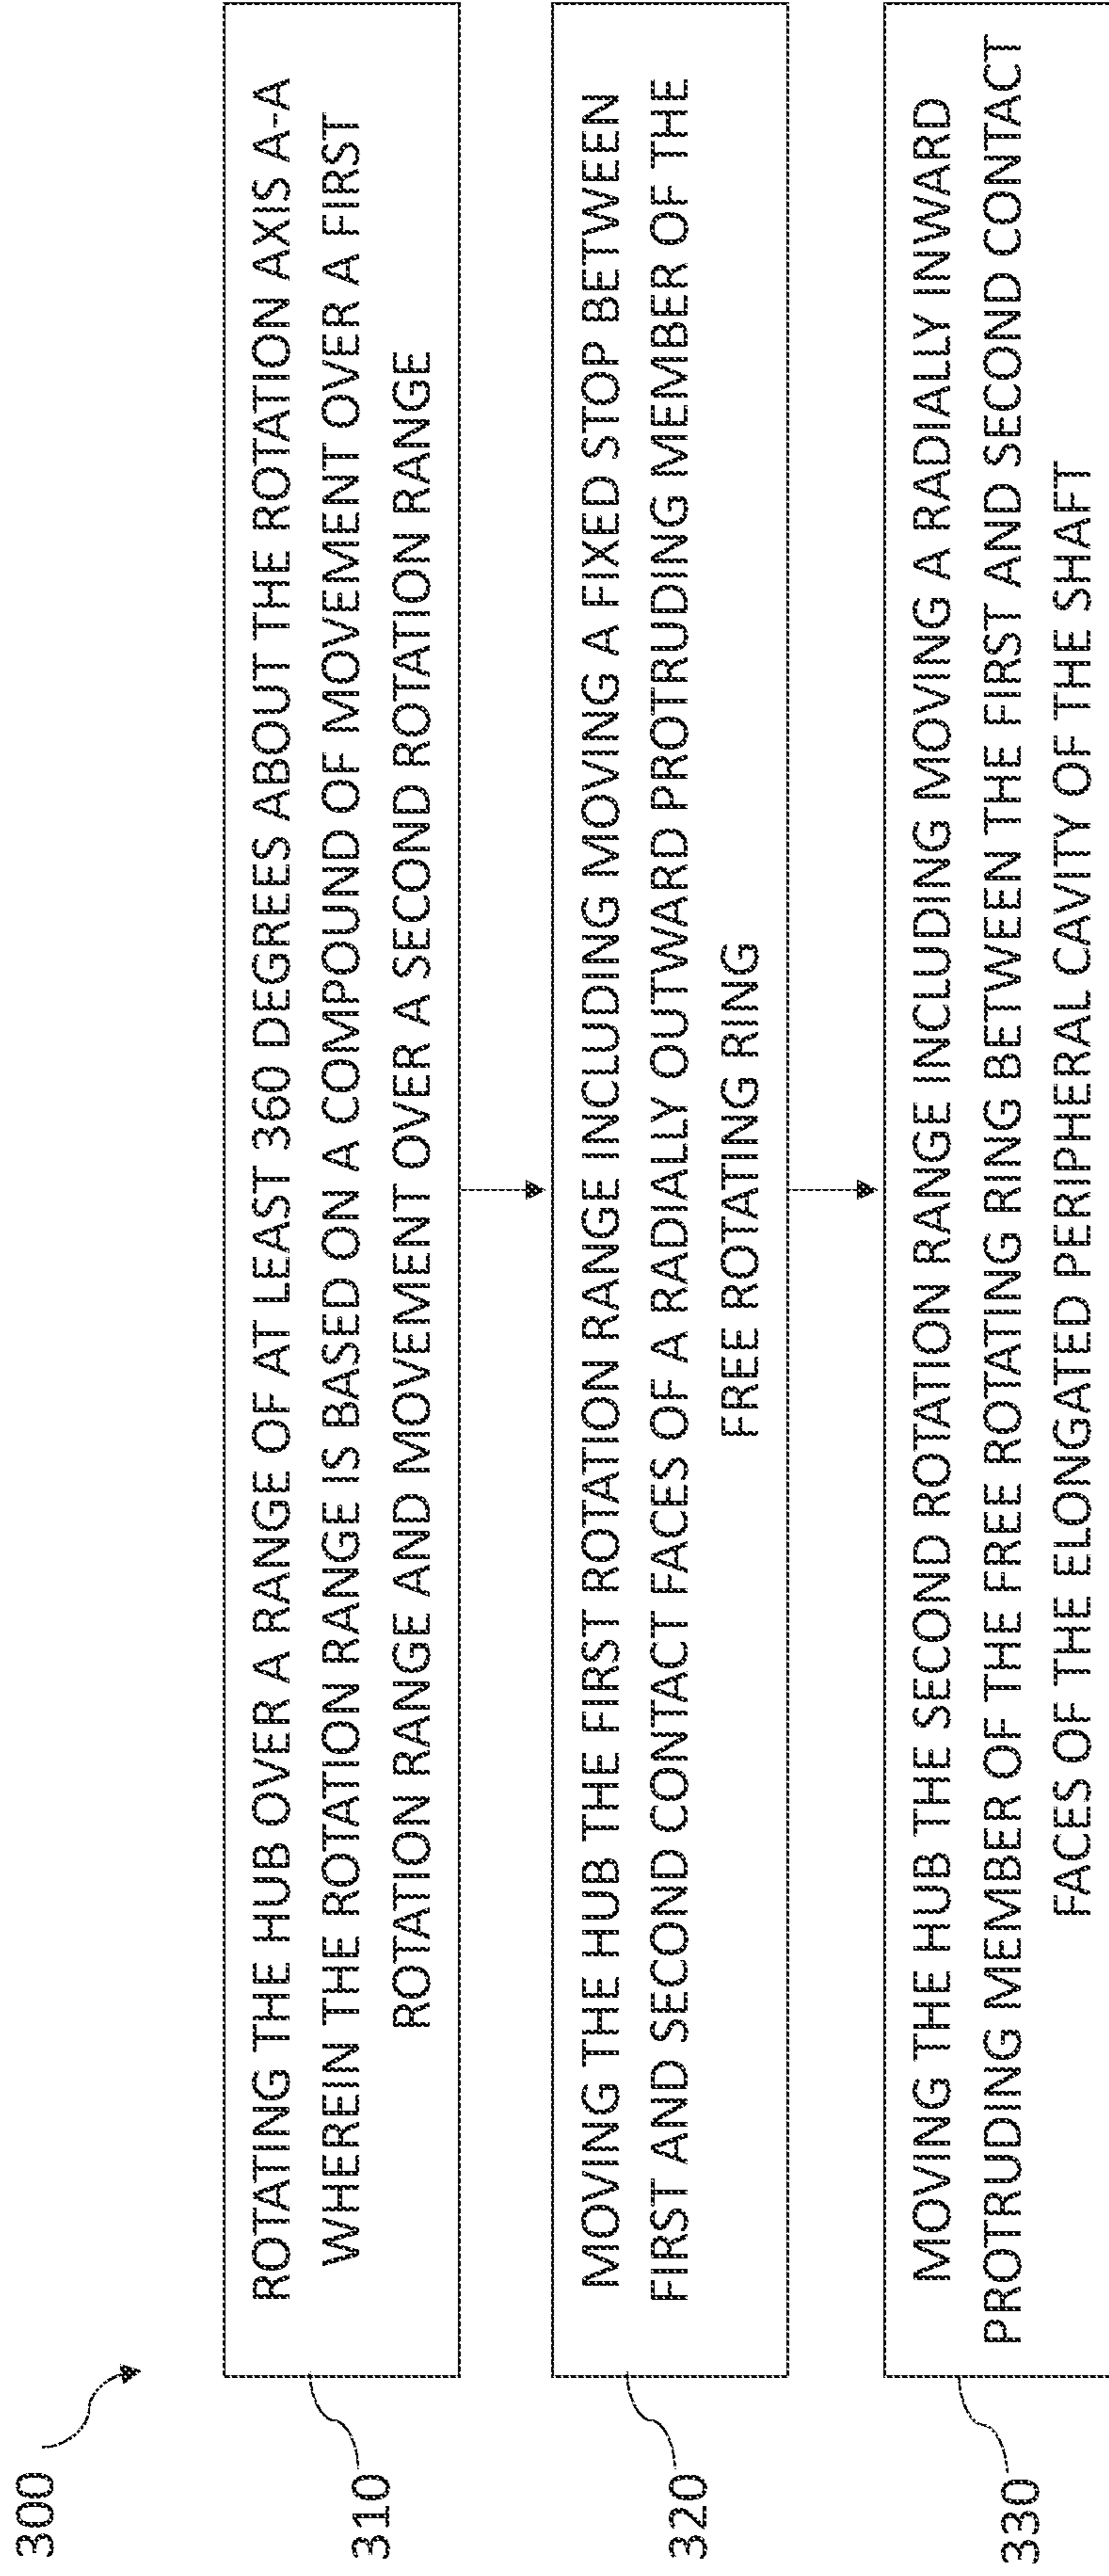 300
310
ROTATING THE HUB OVER A RANGE OF AT LEAST 360 DEGREES ABOUT THE ROTATION AXIS A-A
WHEREIN THE ROTATION RANGE IS BASED ON A COMPOUND OF MOVEMENT OVER A FIRST
ROTATION RANGE AND MOVEMENT OVER A SECOND ROTATION RANGE
320
MOVING THE HUB THE FIRST ROTATION RANGE INCLUDING MOVING A FIXED STOP BETWEEN
FIRST AND SECOND CONTACT FACES OF A RADIALLY OUTWARD PROTRUDING MEMBER OF THE
FREE ROTATING RING
330
MOVING THE HUB THE SECOND ROTATION RANGE INCLUDING MOVING A RADIALLY INWARD
PROTRUDING MEMBER OF THE FREE ROTATING RING BETWEEN THE FIRST AND SECOND CONTACT
FACES OF THE ELONGATED PERIPHERAL CAVITY OF THE SHAFT